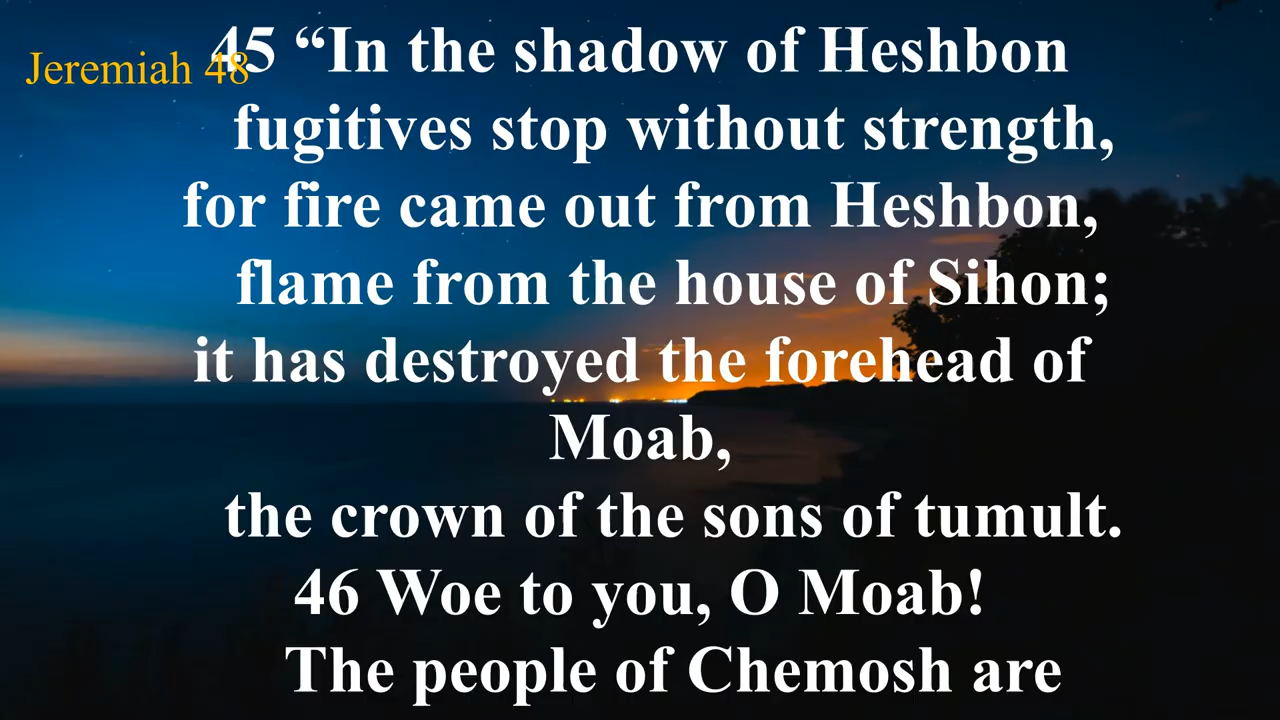 Jeremiah 48
45 “In the shadow of Heshbon
fugitives stop without strength,
for fire came out from Heshbon,
flame from the house of Sihon;
it has destroyed the forehead of
Moab,
the crown of the sons of tumult.
46 Woe to you, O Moab!
The people of Chemosh are